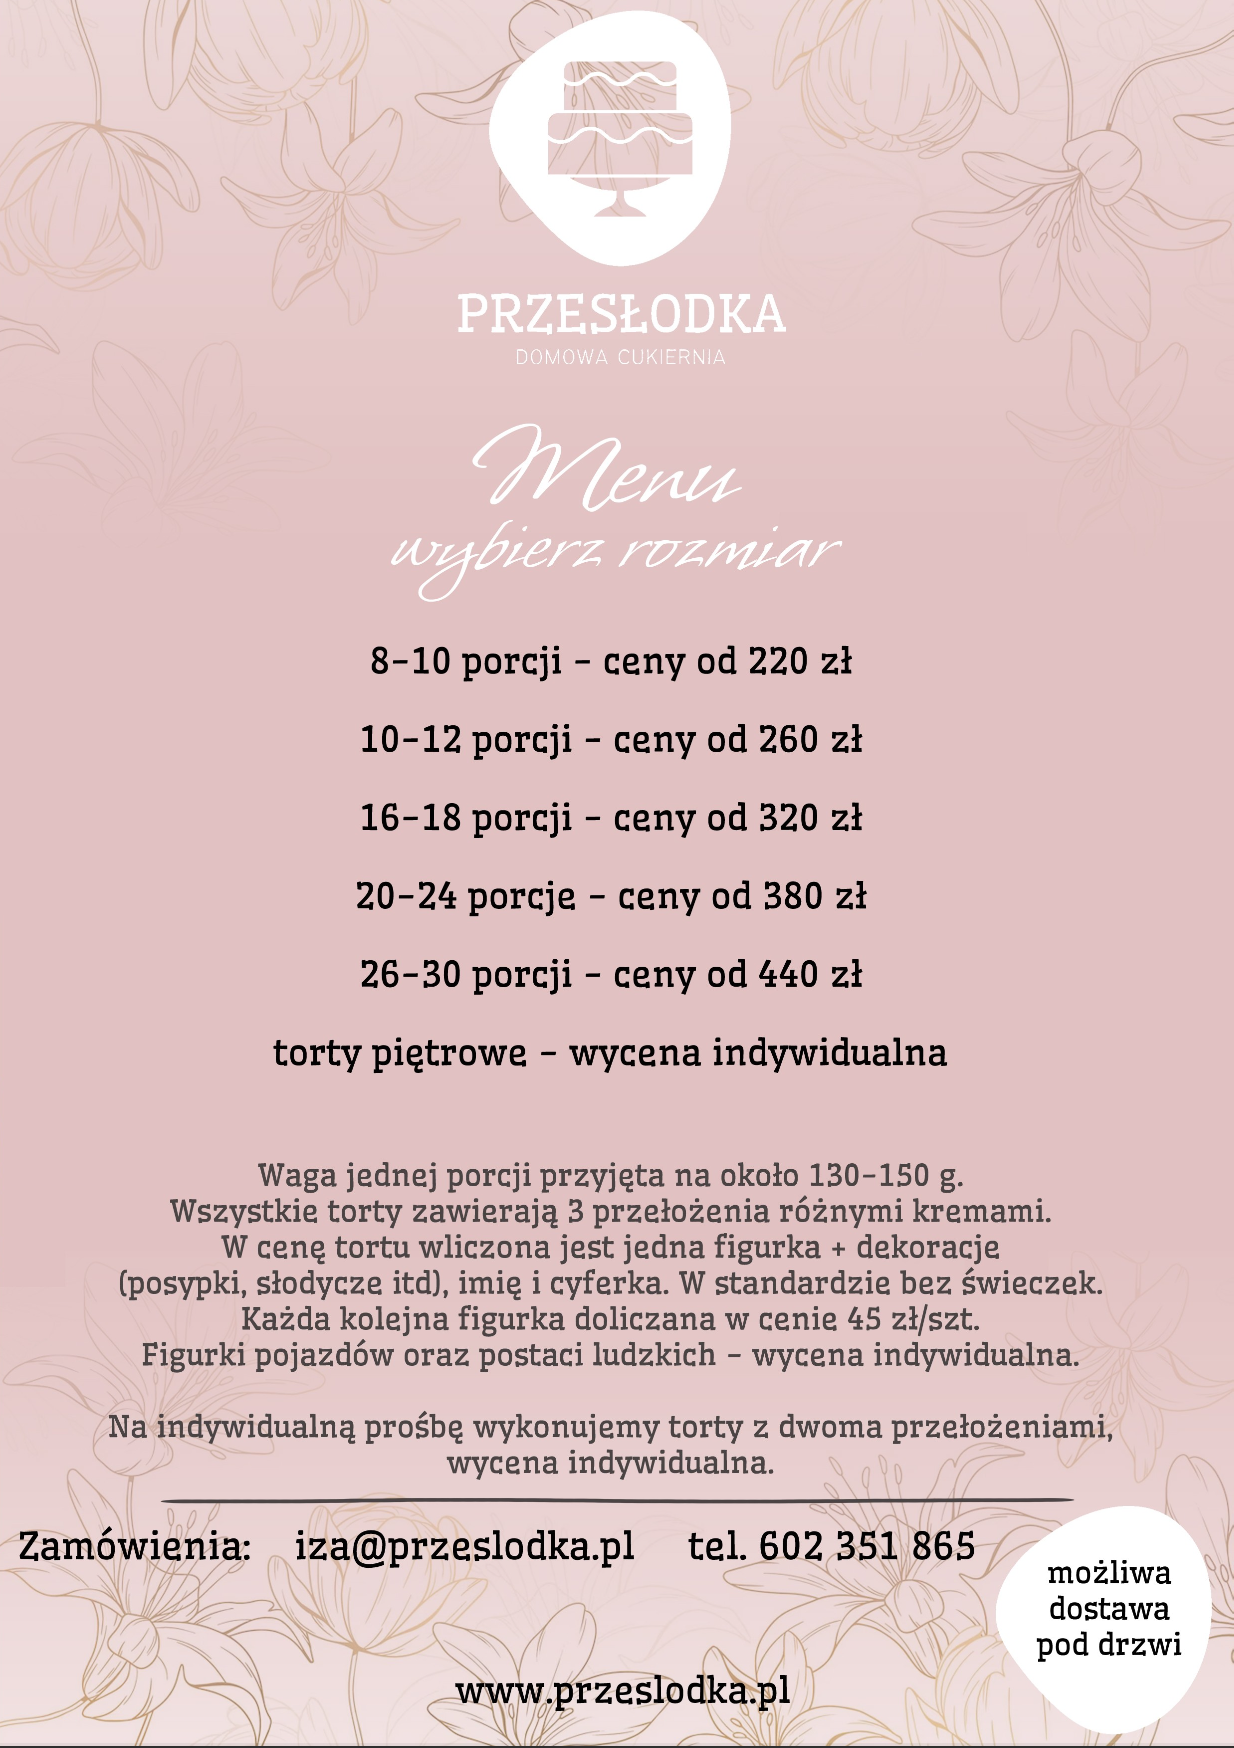 PRZESŁODKA
DOMOWA CUKIERNIA
Menu
wybierz rozmiar
8-10 porcji - ceny od 220 zł
10-12 porcji - ceny od 260 zł
16-18 porcji - ceny od 320 zł
20-24 porcje - ceny od 380 zł
26-30 porcji - ceny od 440 zł
torty piętrowe - wycena indywidualna
Waga jednej porcji przyjęta na około 130-150 g.
Wszystkie torty zawierają 3 przełożenia różnymi kremami.
W cenę tortu wliczona jest jedna figurka + dekoracje
(posypki, słodycze itd), imię i cyferka. W standardzie bez świeczek.
Każda kolejna figurka doliczana w cenie 45 zł/szt.
Figurki pojazdów oraz postaci ludzkich - wycena indywidualna.
Na indywidualną prośbę wykonujemy torty z dwoma przełożeniami,
wycena indywidualna.
Zamówienia: iza@przeslodka.pl tel. 602 351 865
możliwa
dostawa
pod drzwi
www.przeslodka.pl